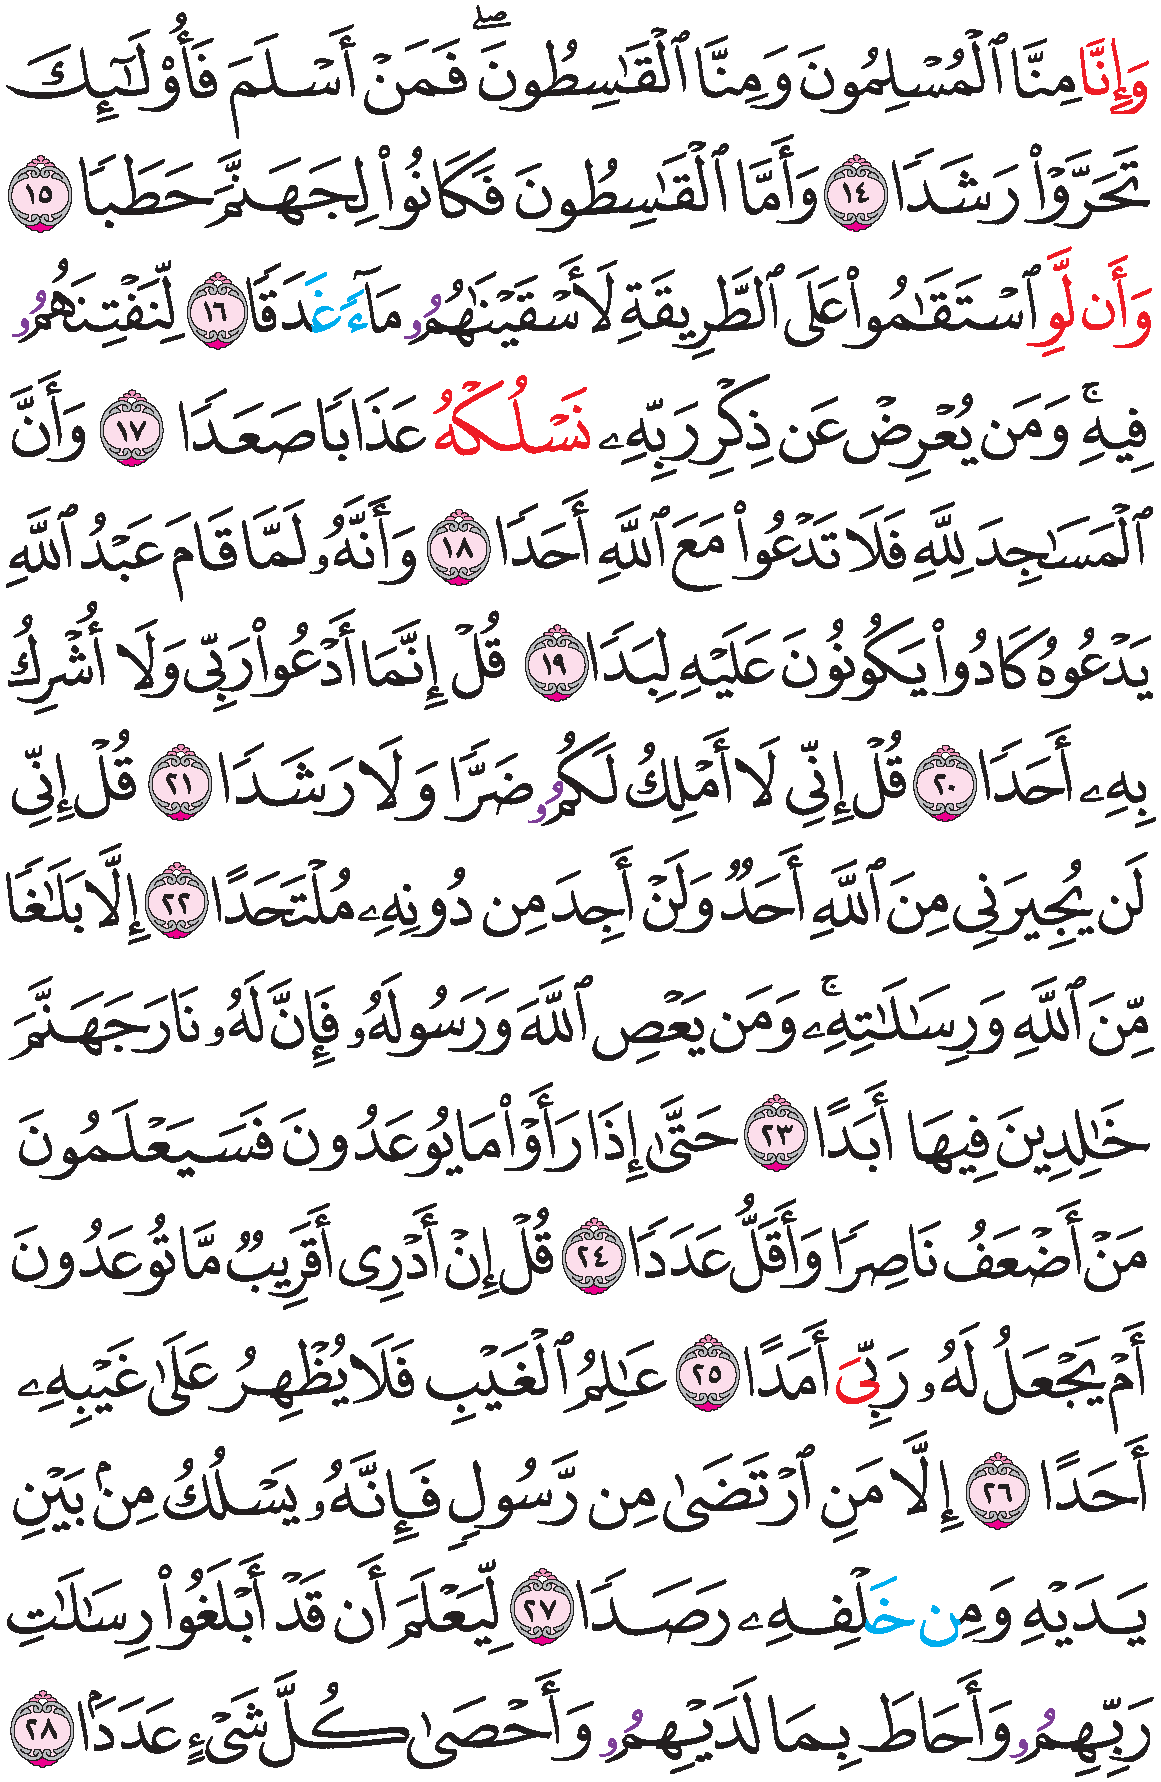 وَإِنَّا مِنَّا ٱلْمُسْلِمُونَ وَمِنَّا ٱلْقَٰسِطُونَ ۖ فَمَنْ أَسْلَمَ فَأُوْلَٰٓئِكَ
تَحَرَّوْاْ رَشَدًا ١٤ وَأَمَّا ٱلْقَٰسِطُونَ فَكَانُواْ لِجَهَنَّمَ حَطَبًا ١٥
وَأَن لَّوِ ٱسْتَقَٰمُواْ عَلَى ٱلطَّرِيقَةِ لَأَسْقَيْنَٰهُمُۥ مَآءً غَدَقًا ١٦ لِّنَفْتِنَهُمُۥ
فِيهِ ۚ وَمَن يُعْرِضْ عَن ذِكْرِ رَبِّهِۦ نَسْلُكْهُ عَذَابًا صَعَدًا ١٧ وَأَنَّ
ٱلْمَسَٰجِدَ لِلَّهِ فَلَا تَدْعُواْ مَعَ ٱللَّهِ أَحَدًا ١٨ وَأَنَّهُۥ لَمَّا قَامَ عَبْدُ ٱللَّهِ
يَدْعُوهُ كَادُواْ يَكُونُونَ عَلَيْهِ لِبَدًا ١٩ قُلْ إِنَّمَا أَدْعُواْ رَبِّي وَلَا أُشْرِكُ
بِهِۦ أَحَدًا ٢٠ قُلْ إِنِّي لَا أَمْلِكُ لَكُمُۥ ضَرًّا وَلَا رَشَدًا ٢١ قُلْ إِنِّي
لَن يُجِيرَنِي مِنَ ٱللَّهِ أَحَدٌ وَلَنْ أَجِدَ مِن دُونِهِۦ مُلْتَحَدًا ٢٢ إِلَّا بَلَٰغًا
مِّنَ ٱللَّهِ وَرِسَٰلَٰتِهِۦ ۚ وَمَن يَعْصِ ٱللَّهَ وَرَسُولَهُۥ فَإِنَّ لَهُۥ نَارَ جَهَنَّمَ
خَٰلِدِينَ فِيهَا أَبَدًا ٢٣ حَتَّىٰ إِذَا رَأَوْاْ مَا يُوعَدُونَ فَسَيَعْلَمُونَ
مَنْ أَضْعَفُ نَاصِرًا وَأَقَلُّ عَدَدًا ٢٤ قُلْ إِنْ أَدْرِي أَقَرِيبٌ مَّا تُوعَدُونَ
أَمْ يَجْعَلُ لَهُۥ رَبِّيَ أَمَدًا ٢٥ عَٰلِمُ ٱلْغَيْبِ فَلَا يُظْهِرُ عَلَىٰ غَيْبِهِۦ
أَحَدًا ٢٦ إِلَّا مَنِ ٱرْتَضَىٰ مِن رَّسُولٍ فَإِنَّهُۥ يَسْلُكُ مِنۢ بَيْنِ
يَدَيْهِ وَمِن خَلْفِهِۦ رَصَدًا ٢٧ لِّيَعْلَمَ أَن قَدْ أَبْلَغُواْ رِسَٰلَٰتِ
رَبِّهِمُۥ وَأَحَاطَ بِمَا لَدَيْهِمُۥ وَأَحْصَىٰ كُلَّ شَيْءٍ عَدَدَۢا ٢٨